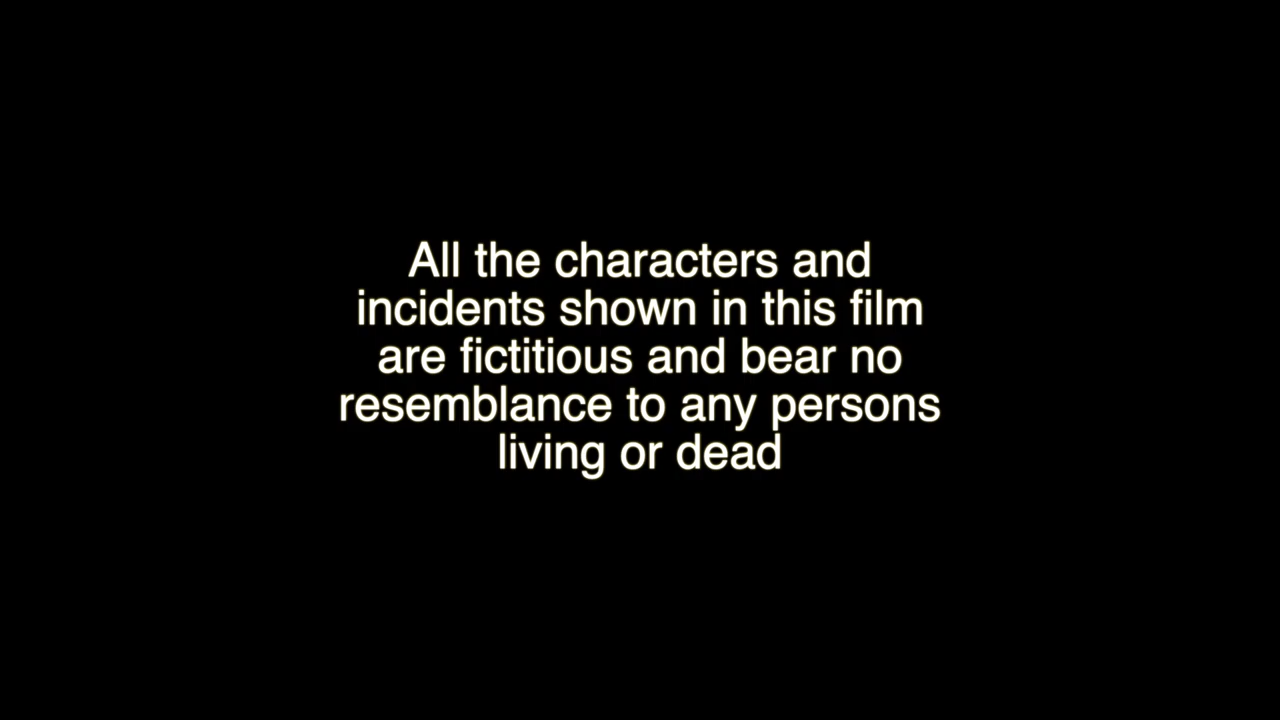 All the characters and
incidents shown in this film
are fictitious and bear no
resemblance to any persons
living or dead